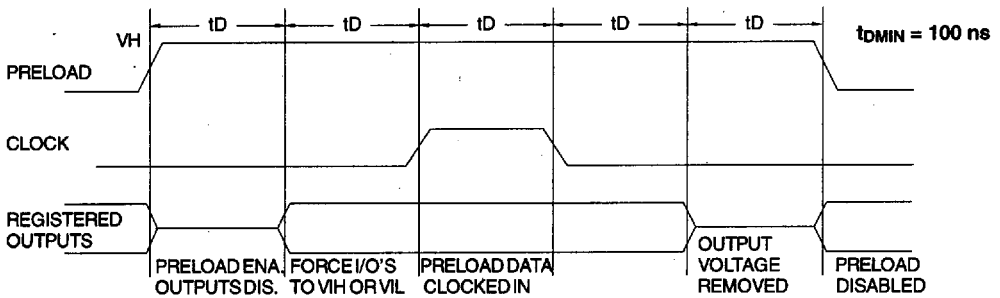 tD tD tD tD tD
VH
tDMIN = 100 ns
PRELOAD
CLOCK
REGISTERED
OUTPUTS
PRELOAD ENA.
OUTPUTS DIS.
FORCE I/O'S
TO VIH OR VIL
PRELOAD DATA
CLOCKED IN
OUTPUT
VOLTAGE
REMOVED
PRELOAD
DISABLED